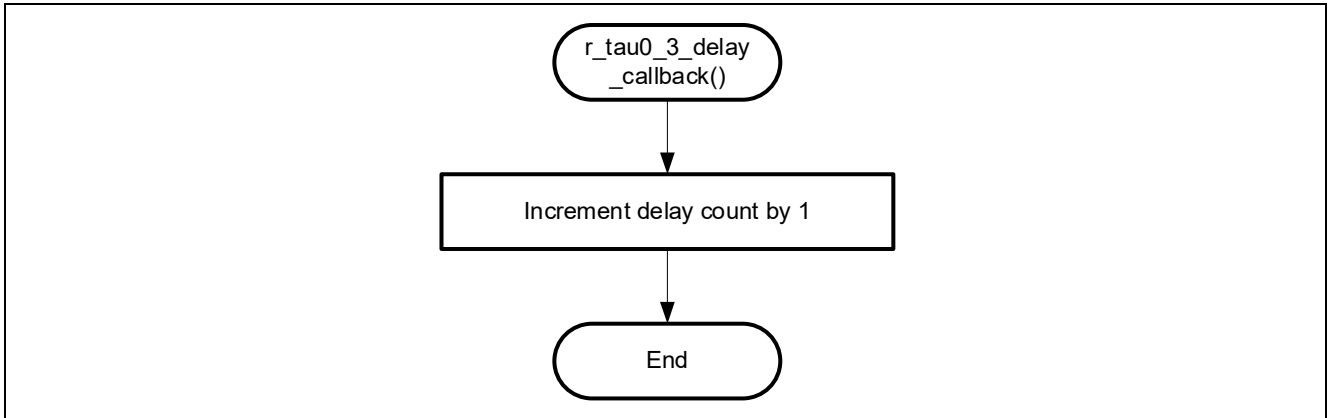 r_tau0_3_delay
_callback()
Increment delay count by 1
End